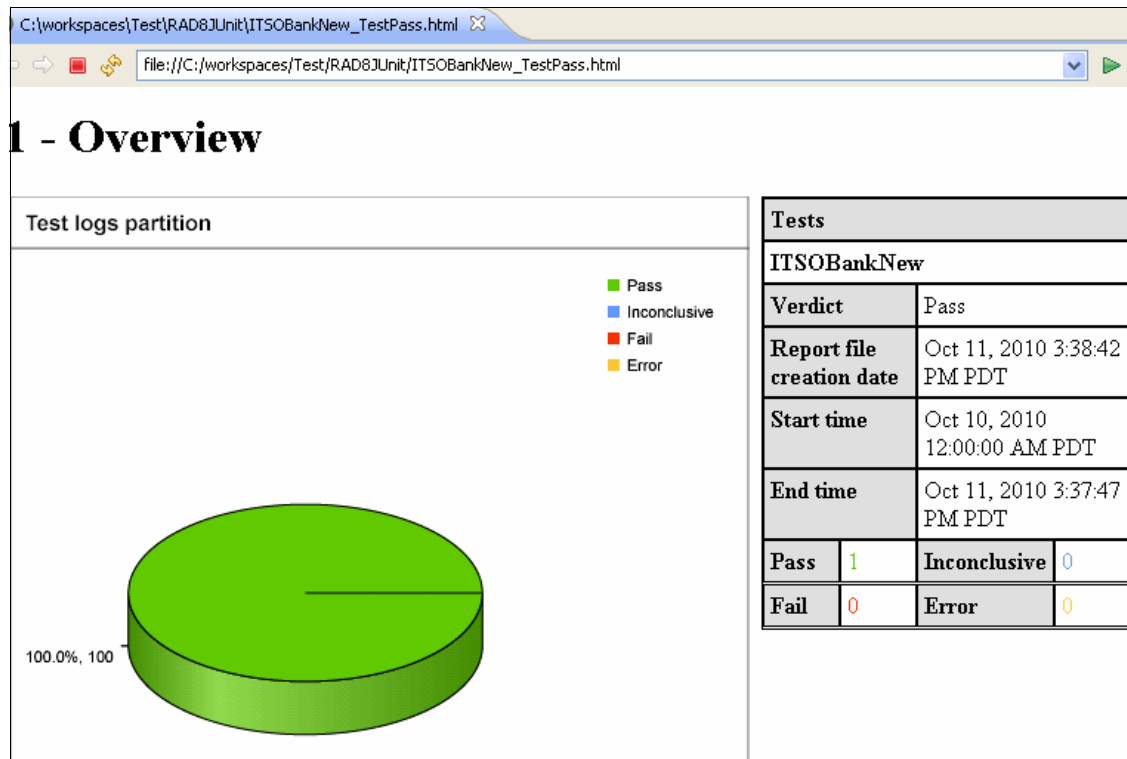 C:\workspaces\Test\RAD8JUnit\ITSOBankNew_TestPass.html
file://C:/workspaces/Test/RAD8JUnit/ITSOBankNew_TestPass.html
1 - Overview
Test logs partition
Pass
Inconclusive
Fail
Error
100.0%, 100
Tests
ITSOBankNew
Verdict Pass
Report file Oct 11, 2010 3:38:42
creation date PM PDT
Start time Oct 10, 2010
12:00:00 AM PDT
End time Oct 11, 2010 3:37:47
PM PDT
Pass 1 Inconclusive 0
Fail 0 Error 0